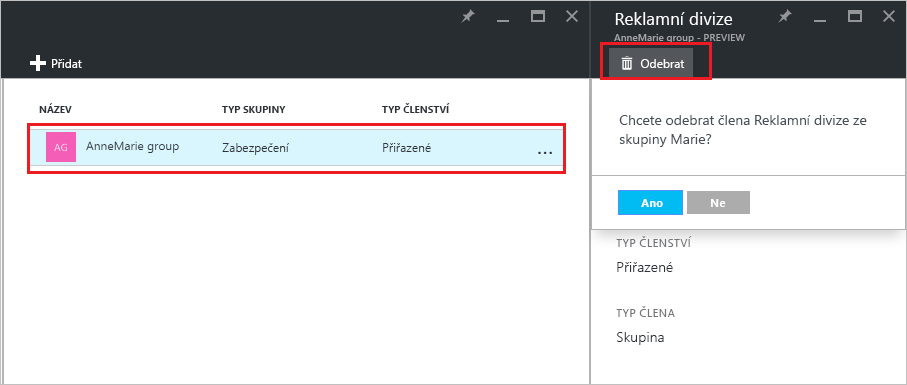 Přidat
NÁZEV TYP SKUPINY TYP ČLENSTVÍ
AG AnneMarie group Zabezpečení Přiřazené ...
Reklamní divize
AnneMarie group - PREVIEW
Odebrat
Chcete odebrat člena Reklamní divize ze
skupiny Marie?
Ano Ne
TYP ČLENSTVÍ
Přiřazené
TYP ČLENA
Skupina